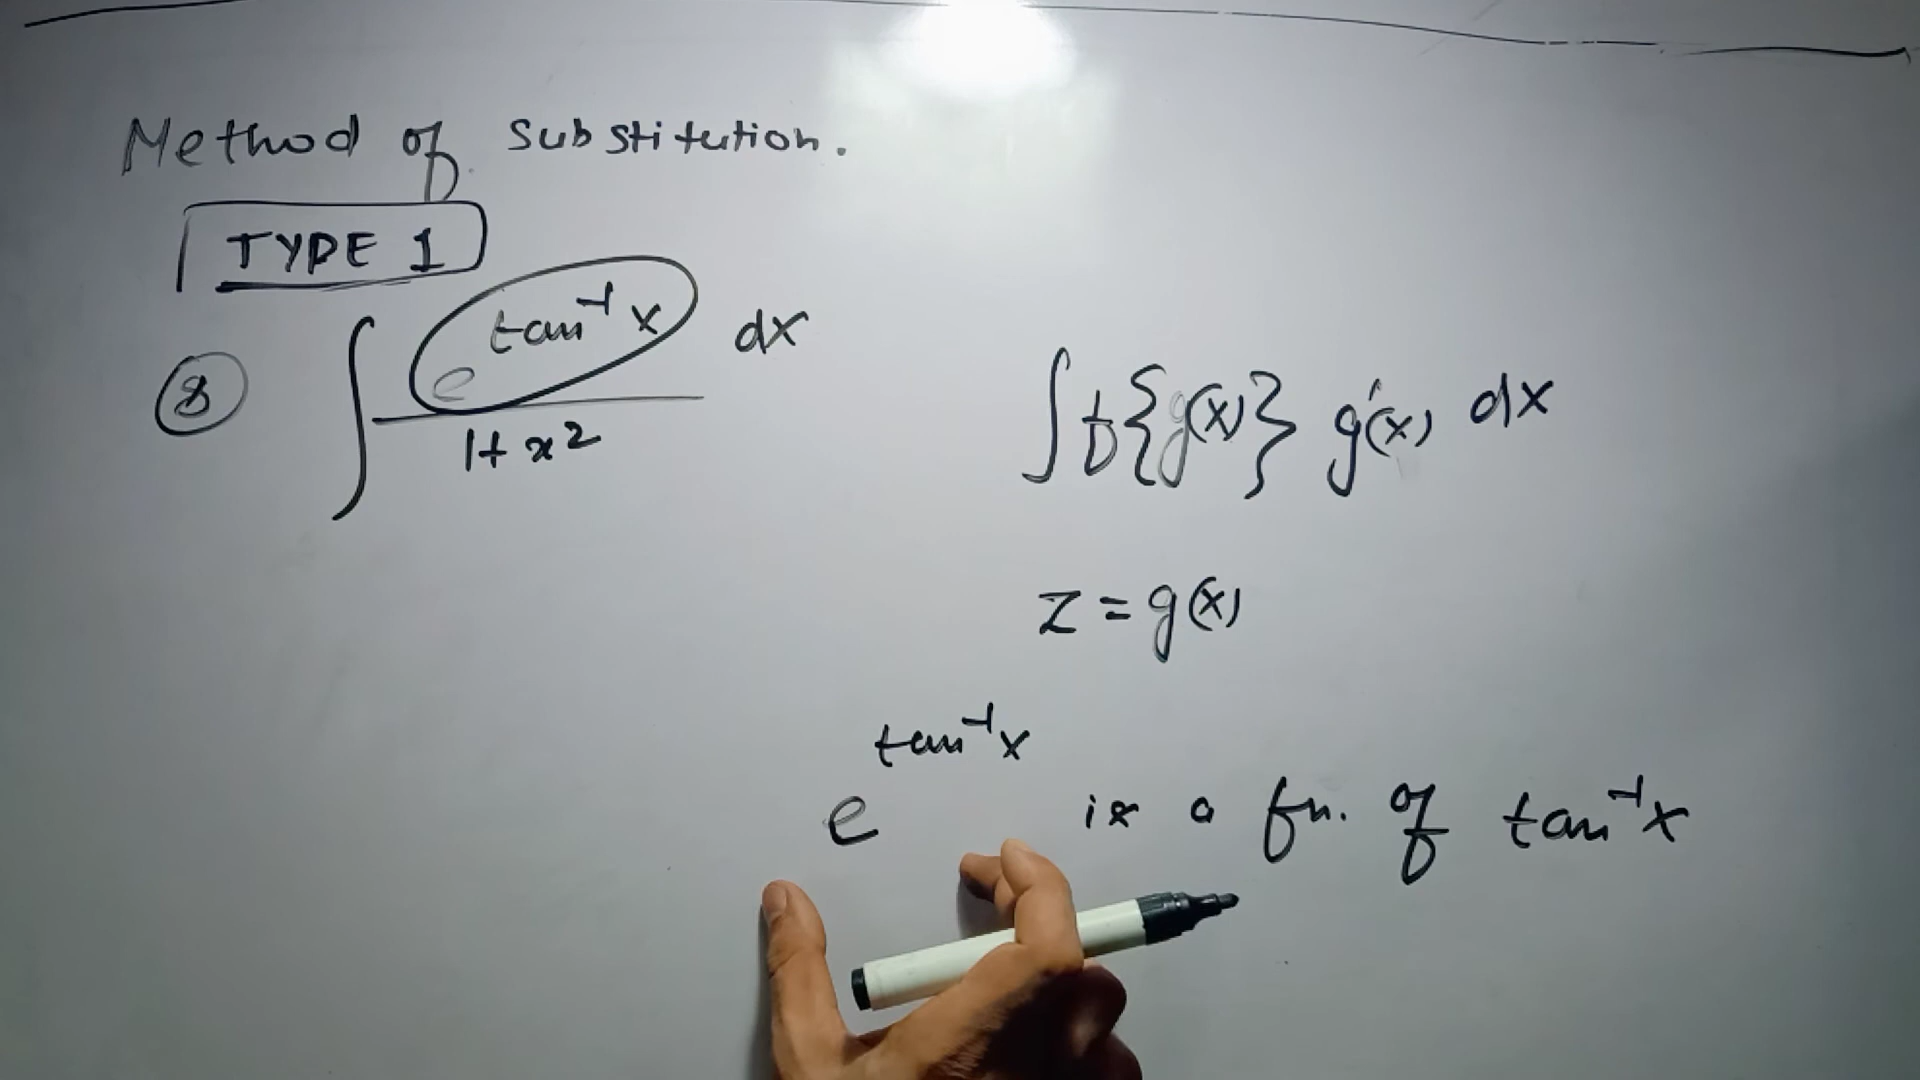 Method of Substitution.
TYPE 1
⑧ ∫ e^(tan⁻¹x) / (1+x²) dx
∫ f{g(x)} g'(x) dx
z = g(x)
e^(tan⁻¹x) is a fn. of tan⁻¹x